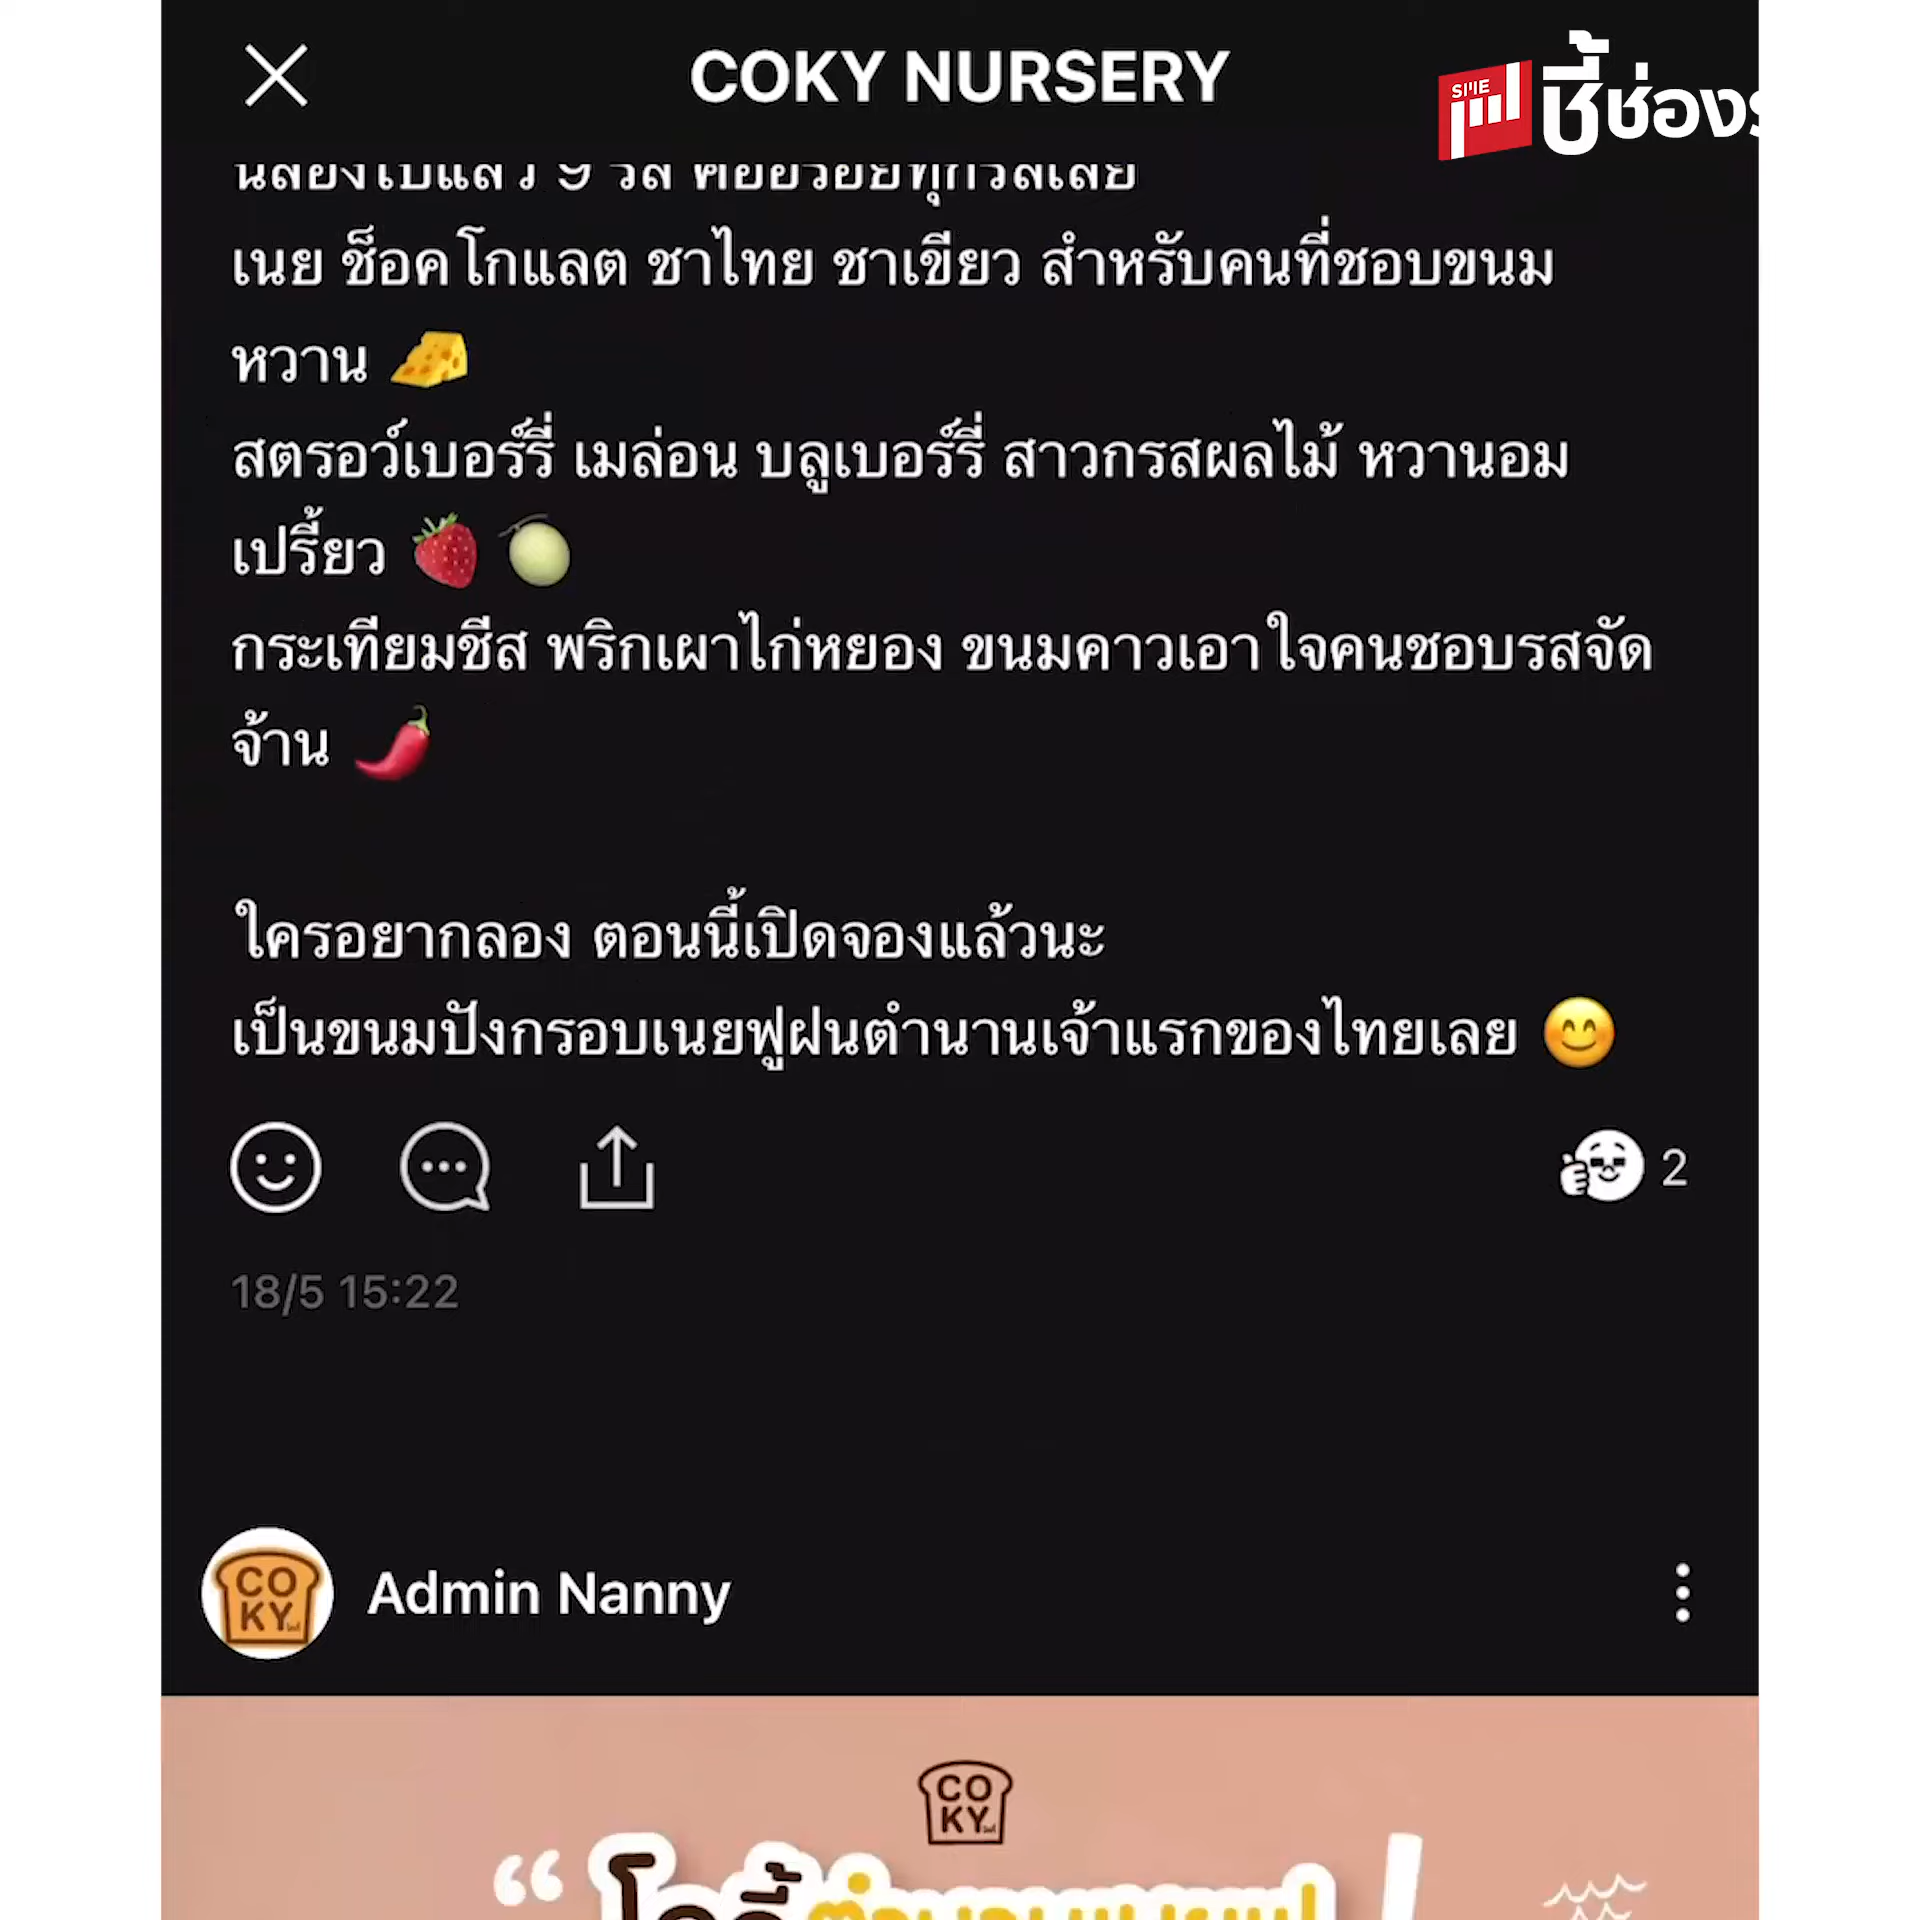 COKY NURSERY
SME ชี้ช่อง
9
เนย ช็อคโกแลต ชาไทย ชาเขียว สำหรับคนที่ชอบขนม
หวาน 🧀
สตรอว์เบอร์รี่ เมล่อน บลูเบอร์รี่ สาวกรสผลไม้ หวานอม
เปรี้ยว 🍓 🍈
กระเทียมชีส พริกเผาไก่หยอง ขนมคาวเอาใจคนชอบรสจัด
จ้าน 🌶️
ใครอยากลอง ตอนนี้เปิดจองแล้วนะ
เป็นขนมปังกรอบเนยฟูฝนตำนานเจ้าแรกของไทยเลย 😊
2
18/5 15:22
COKY
Admin Nanny
COKY